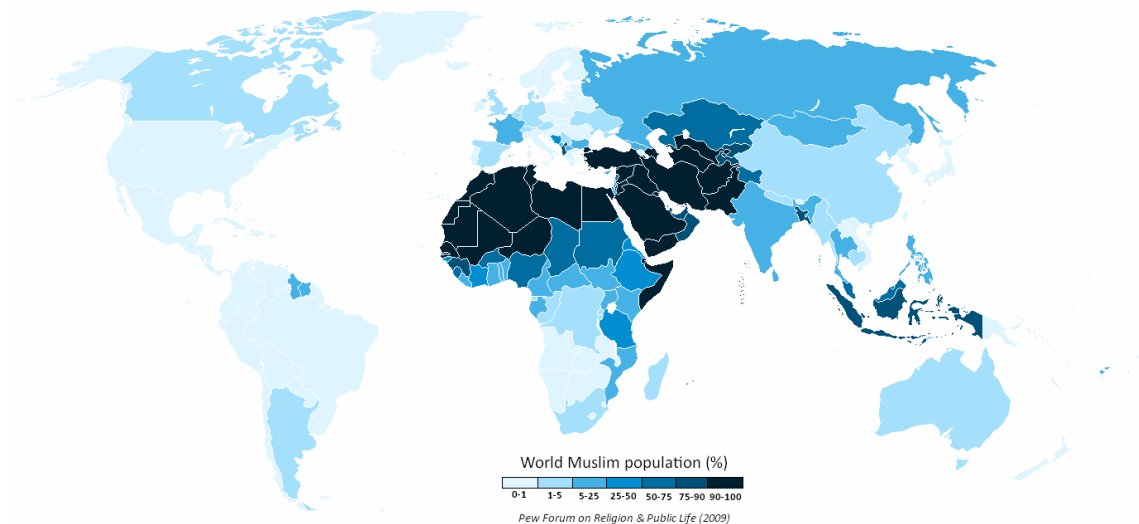 World Muslim population (%)
0-1 1-5 5-25 25-50 50-75 75-90 90-100
Pew Forum on Religion & Public Life (2009)